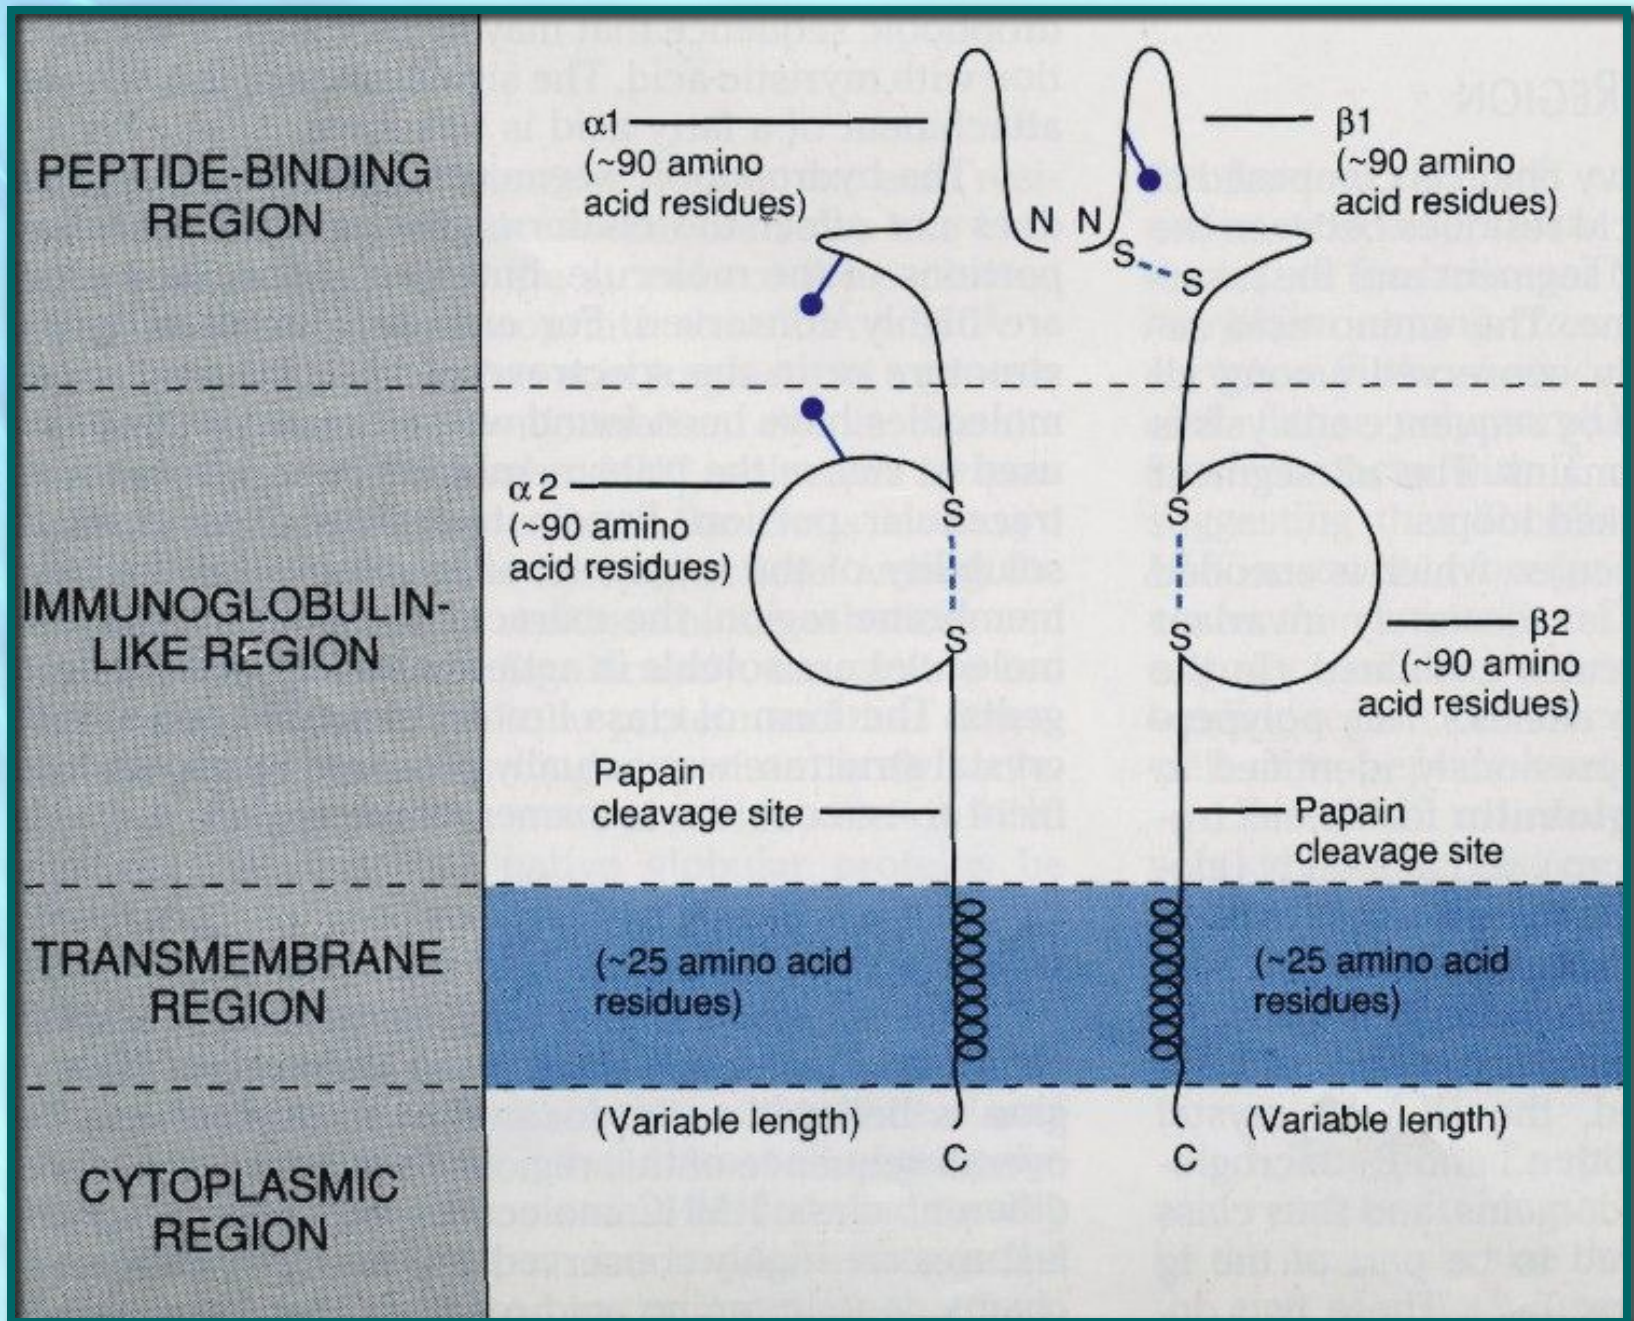 PEPTIDE-BINDING
REGION
α1
(~90 amino
acid residues)
β1
(~90 amino
acid residues)
N N
S
S
IMMUNOGLOBULIN-
LIKE REGION
α2
(~90 amino
acid residues)
S
S
S
S
β2
(~90 amino
acid residues)
Papain
cleavage site
Papain
cleavage site
TRANSMEMBRANE
REGION
(~25 amino acid
residues)
(~25 amino acid
residues)
CYTOPLASMIC
REGION
(Variable length)
C
C
(Variable length)